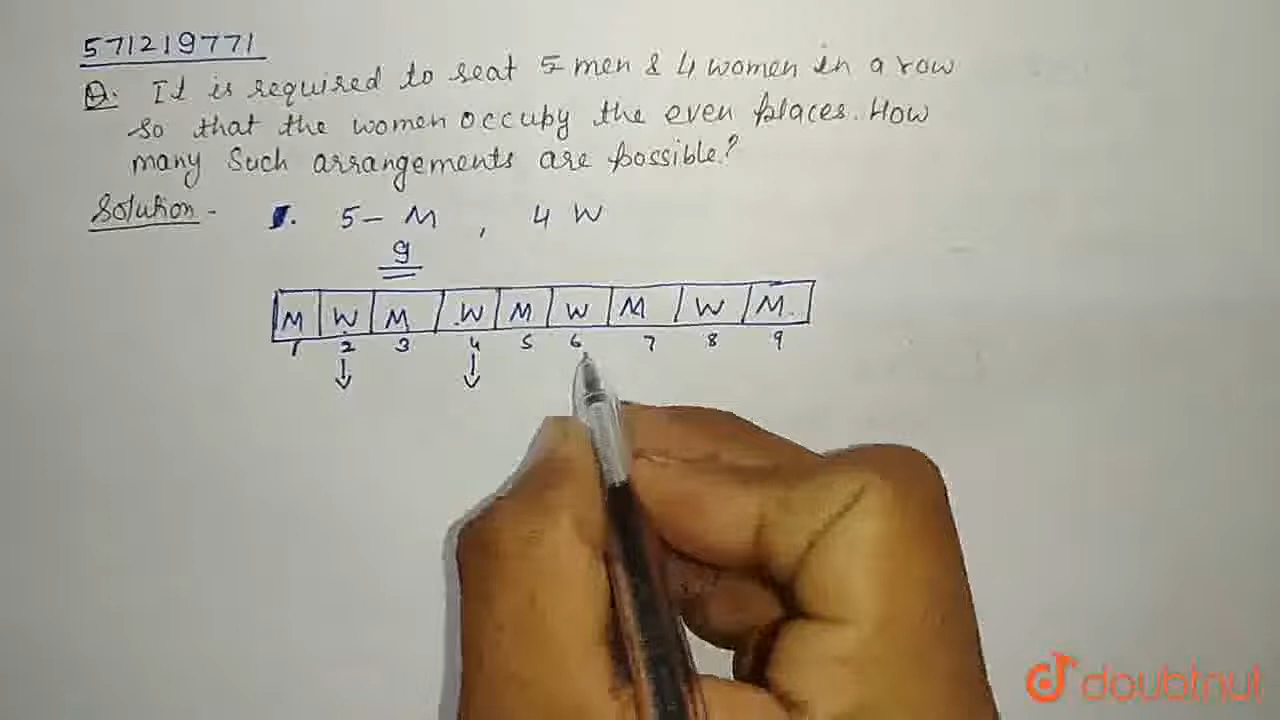 571219771
Q. It is required to seat 5 men & 4 women in a row
so that the women occupy the even places. How
many such arrangements are possible?
Solution - 5 - M , 4 W
9
M W M W M W M W M
1 2 3 4 5 6 7 8 9
doubtnut